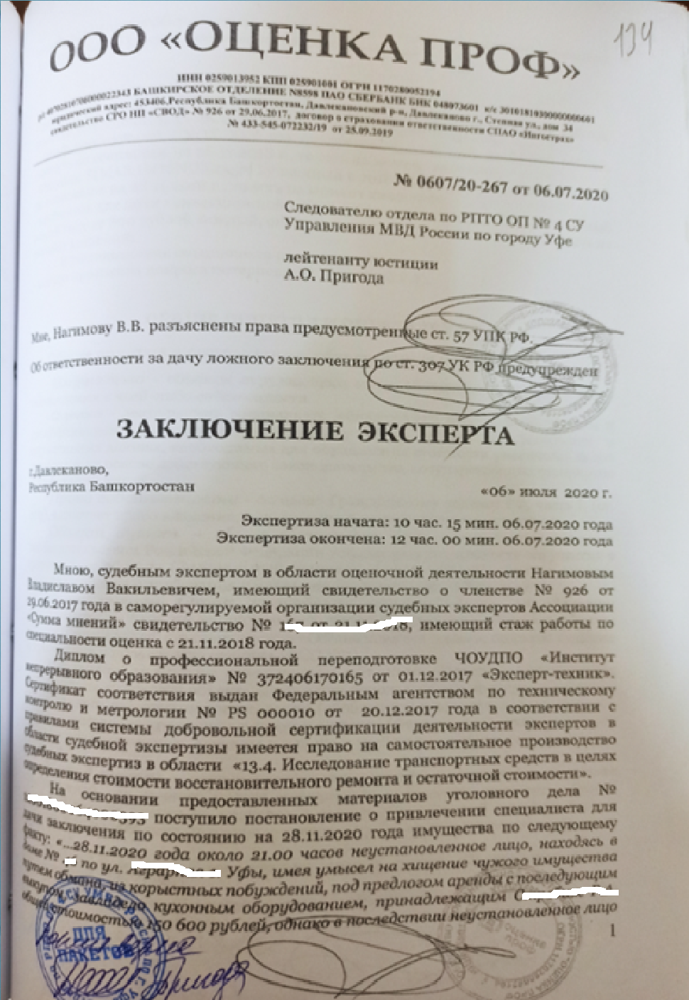 134
ООО «ОЦЕНКА ПРОФ»
ИНН 0259013952 КПП 025901001 ОГРН 1170280052194
40702810706000022343 БАШКИРСКОЕ ОТДЕЛЕНИЕ №8598 ПАО СБЕРБАНК БИК 048073601 к/с 30101810300000000601
юридический адрес: 453406,Республика Башкортостан, Давлекановский р-н, Давлеканово г., Степная ул., дом 34
свидетельство СРО НП «СВОД» № 926 от 29.06.2017, договор о страховании ответственности СПАО «Ингосстрах»
№ 433-545-072232/19 от 25.09.2019
№ 0607/20-267 от 06.07.2020
Следователю отдела по РПТО ОП № 4 СУ
Управления МВД России по городу Уфе
лейтенанту юстиции
А.О. Пригода
Мне, Нагимову В.В. разъяснены права предусмотренные ст. 57 УПК РФ.
Об ответственности за дачу ложного заключения по ст. 307 УК РФ предупрежден
ЗАКЛЮЧЕНИЕ ЭКСПЕРТА
г.Давлеканово,
Республика Башкортостан
«06» июля 2020 г.
Экспертиза начата: 10 час. 15 мин. 06.07.2020 года
Экспертиза окончена: 12 час. 00 мин. 06.07.2020 года
Мною, судебным экспертом в области оценочной деятельности Нагимовым
Владиславом Вакильевичем, имеющий свидетельство о членстве № 926 от
29.06.2017 года в саморегулируемой организации судебных экспертов Ассоциации
«Сумма мнений» свидетельство № от имеющий стаж работы по
специальности оценка с 21.11.2018 года.
Диплом о профессиональной переподготовке ЧОУДПО «Институт
непрерывного образования» № 372406170165 от 01.12.2017 «Эксперт-техник».
Сертификат соответствия выдан Федеральным агентством по техническому
контролю и метрологии № PS 000010 от 20.12.2017 года в соответствии с
правилами системы добровольной сертификации деятельности экспертов в
области судебной экспертизы имеется право на самостоятельное производство
судебных экспертиз в области «13.4. Исследование транспортных средств в целях
определения стоимости восстановительного ремонта и остаточной стоимости».
На основании предоставленных материалов уголовного дела №
поступило постановление о привлечении специалиста для
дачи заключения по состоянию на 28.11.2020 года имущества по следующему
факту: «...28.11.2020 года около 21.00 часов неустановленное лицо, находясь в
доме № по ул. Уфы, имея умысел на хищение чужого имущества
путем обмана, из корыстных побуждений, под предлогом аренды с последующим
выкупом, завладело кухонным оборудованием, принадлежащим
общей стоимостью 150 600 рублей, однако в последствии неустановленное лицо
1
ДЛЯ
ПАКЕТОВ
Пригода